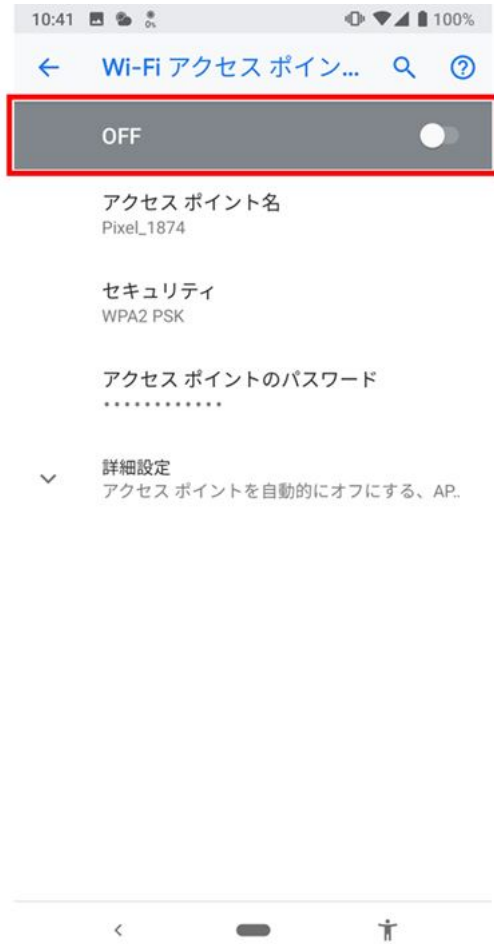 10:41 100%
Wi-Fi アクセス ポイン...
OFF
アクセス ポイント名
Pixel_1874
セキュリティ
WPA2 PSK
アクセス ポイントのパスワード
············
詳細設定
アクセス ポイントを自動的にオフにする、AP..